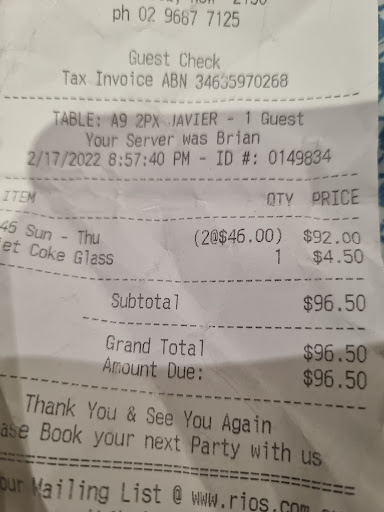 ph 02 9687 7125
Guest Check
Tax Invoice ABN 34635970268
TABLE: A9 2PX JAVIER - 1 Guest
Your Server was Brian
2/17/2022 8:57:40 PM - ID #: 0149834
ITEM QTY PRICE
46 Sun - Thu (2@$46.00) $92.00
et Coke Glass 1 $4.50
Subtotal $96.50
Grand Total $96.50
Amount Due: $96.50
Thank You & See You Again
ase Book your next Party with us
our Mailing List @ www.rios.com